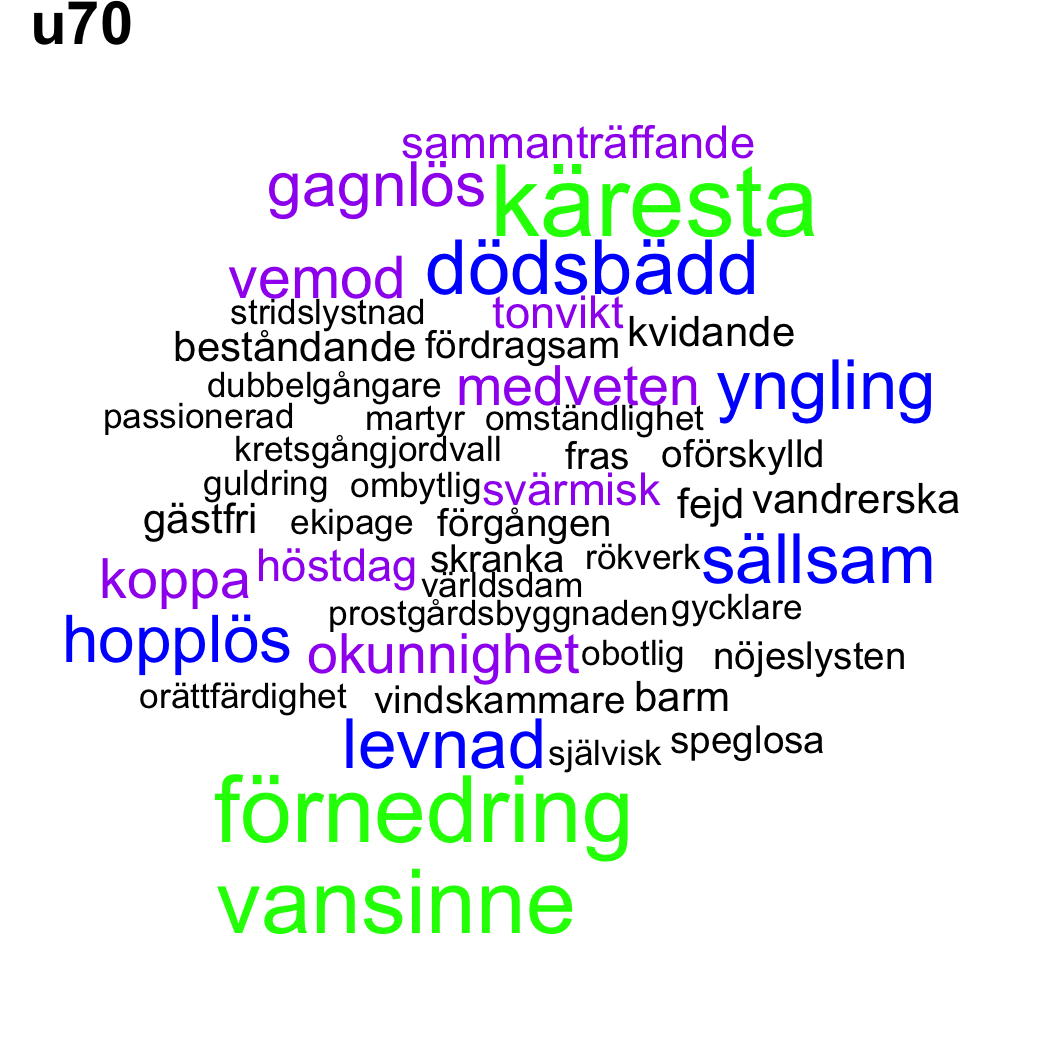 u70
sammanträffande
gagnlös käresta
vemod dödsbädd
stridslystnad tonvikt kvidande
beståndande fördragsam
dubbelgångare medveten yngling
passionerad martyr omständlighet
kretsgångjordvall fras oförskylld
guldring ombytlig svärmisk fejd vandrerska
gästfri ekipage förgången
koppa höstdag skranka rökverk sällsam
världsdam
prostgårdsbyggnaden gycklare
hopplös okunnighet obotlig nöjeslysten
orättfärdighet vindskammare barm
levnad självisk speglosa
förnedring
vansinne